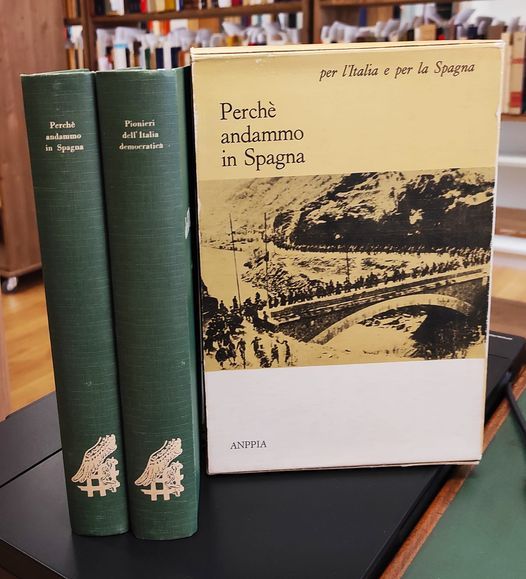 Perchè
andammo
in Spagna
Pionieri
dell'Italia
democratica
per l'Italia e per la Spagna
Perchè
andammo
in Spagna
ANPPIA